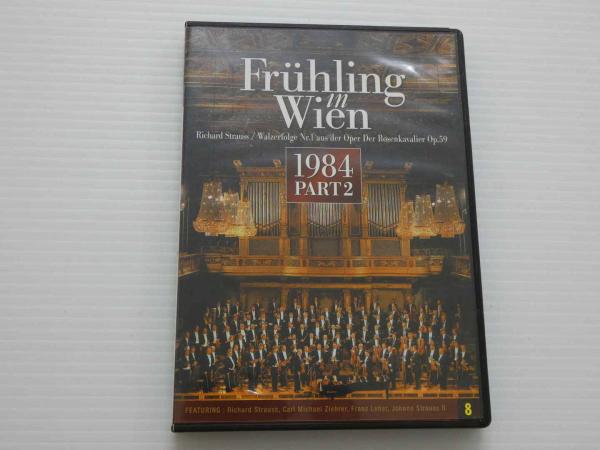 Frühling
in
Wien
Richard Strauss / Walzerfolge Nr.1 aus der Oper Der Rosenkavalier Op.59
1984
PART 2
FEATURING : Richard Strauss, Carl Michael Ziehrer, Franz Lehar, Johann Strauss II
8